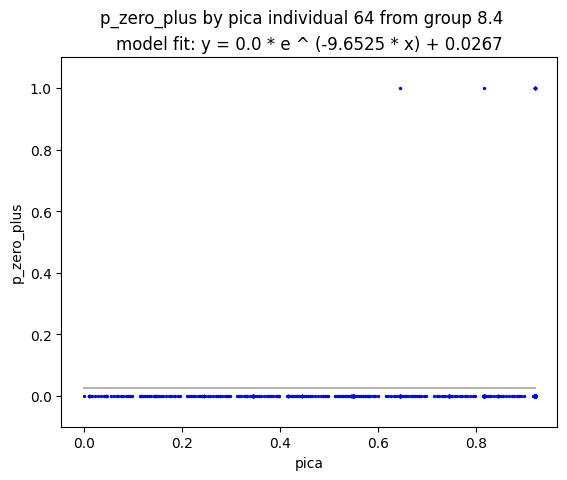 p_zero_plus by pica individual 64 from group 8.4
model fit: y = 0.0 * e ^ (-9.6525 * x) + 0.0267
1.0
0.8
0.6
0.4
0.2
0.0
p_zero_plus
0.0 0.2 0.4 0.6 0.8
pica